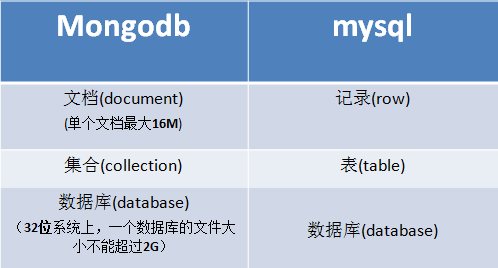 Mongodb
mysql
文档(document)
(单个文档最大16M)
记录(row)
集合(collection)
表(table)
数据库(database)
（32位系统上，一个数据库的文件大
小不能超过2G）
数据库(database)